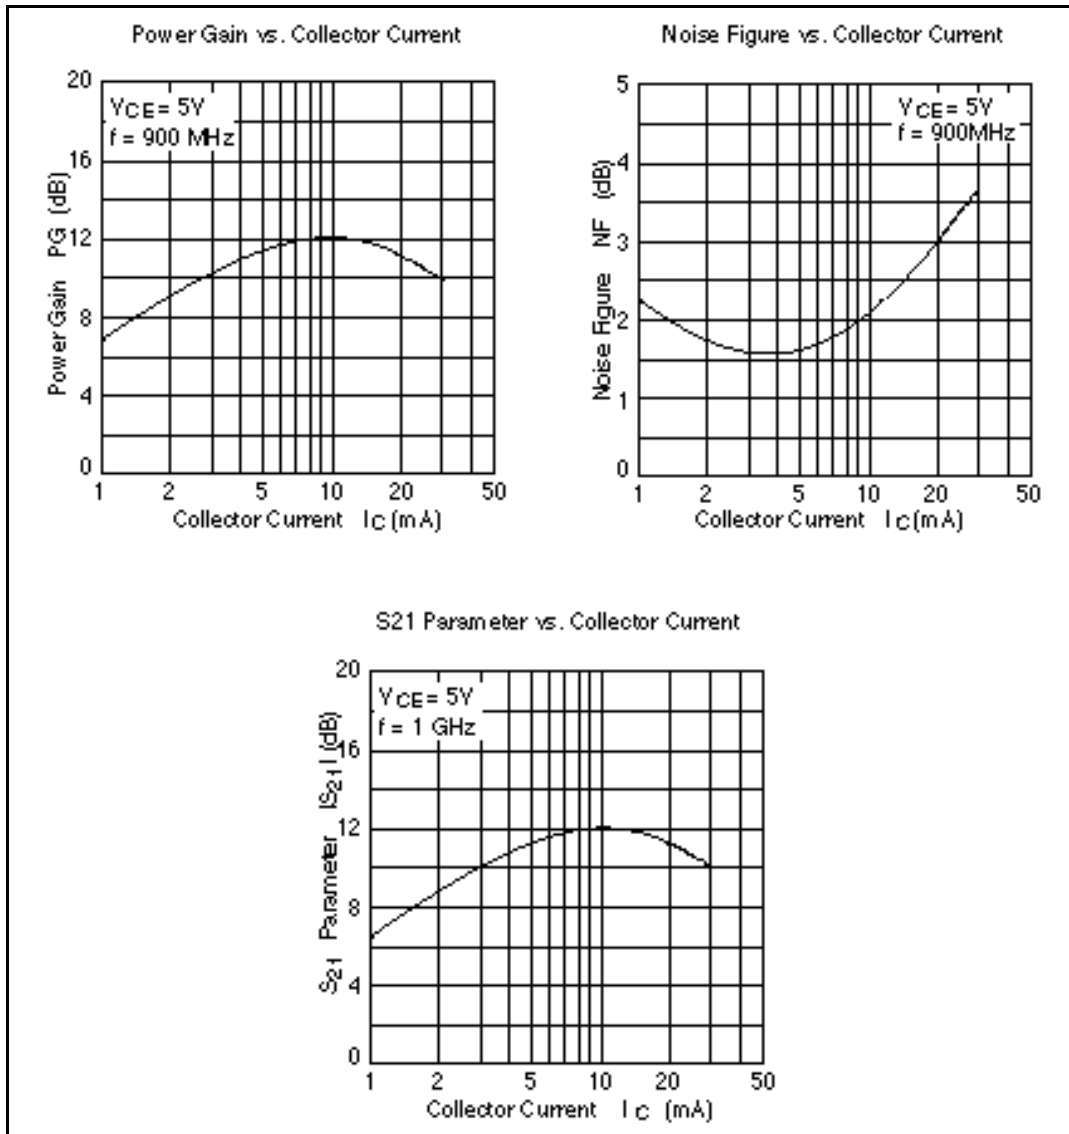 Power Gain vs. Collector Current
20
16
12
8
4
0
Power Gain PG (dB)
VCE = 5V
f = 900 MHz
1 2 5 10 20 50
Collector Current IC (mA)
Noise Figure vs. Collector Current
5
4
3
2
1
0
Noise Figure NF (dB)
VCE = 5V
f = 900MHz
1 2 5 10 20 50
Collector Current IC (mA)
S21 Parameter vs. Collector Current
20
16
12
8
4
0
S21 Parameter IS21I (dB)
VCE = 5V
f = 1 GHz
1 2 5 10 20 50
Collector Current IC (mA)